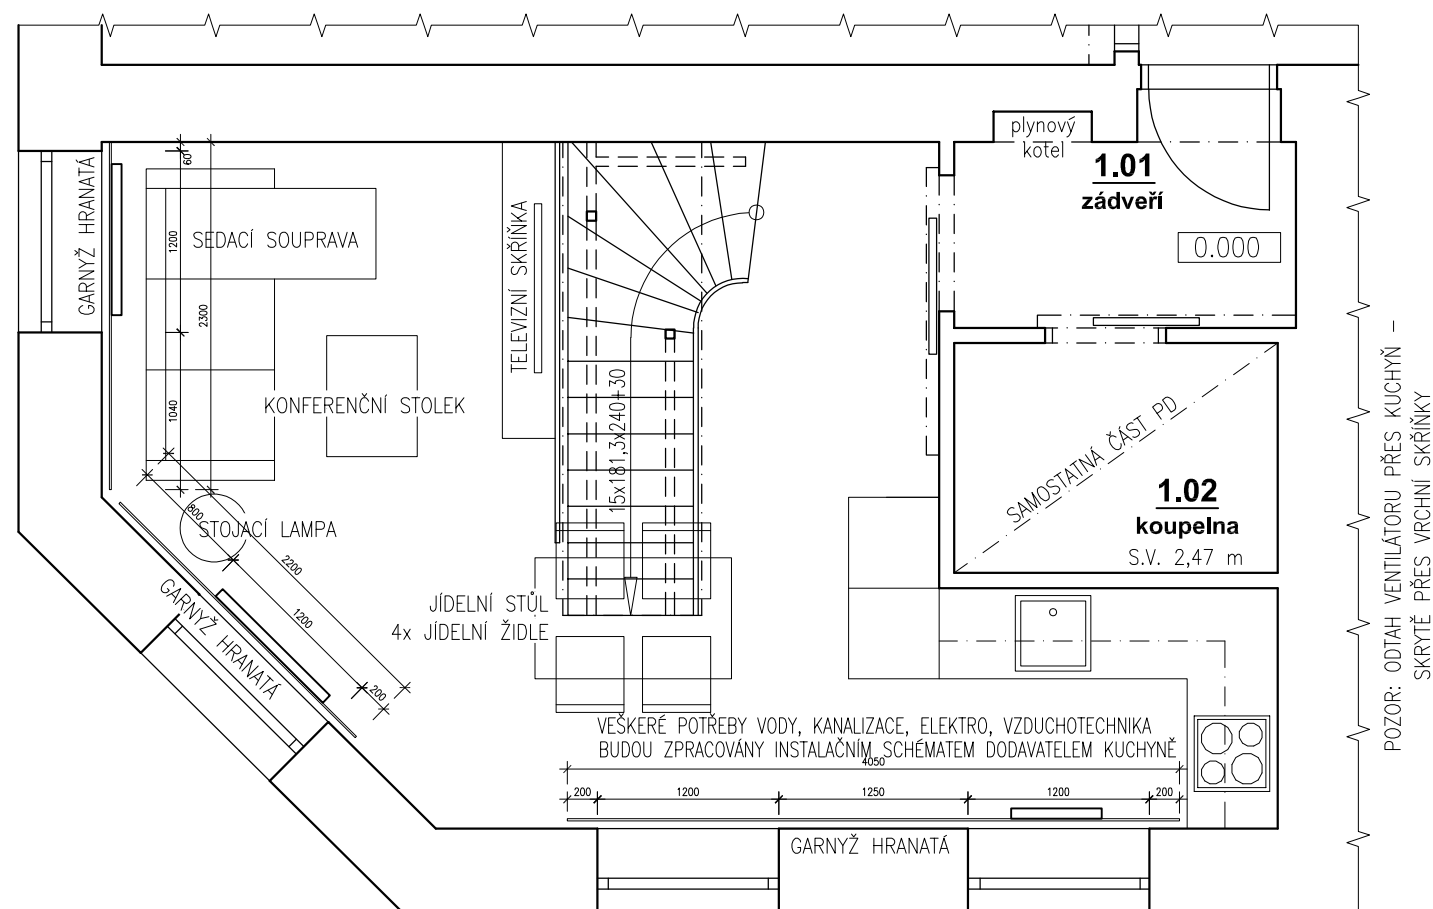 plynový
kotel
1.01
zádveří
0.000
GARNYŽ HRANATÁ
60
1200
2300
1040
SEDACÍ SOUPRAVA
TELEVIZNÍ SKŘÍŇKA
KONFERENČNÍ STOLEK
15x181,3x240+30
SAMOSTATNÁ ČÁST PD
1.02
koupelna
S.V. 2,47 m
800
STOJACÍ LAMPA
2200
1200
200
GARNYŽ HRANATÁ
JÍDELNÍ STŮL
4x JÍDELNÍ ŽIDLE
VEŠKERÉ POTŘEBY VODY, KANALIZACE, ELEKTRO, VZDUCHOTECHNIKA
BUDOU ZPRACOVÁNY INSTALAČNÍM SCHÉMATEM DODAVATELEM KUCHYNĚ
4050
200 1200 1250 1200 200
GARNYŽ HRANATÁ
POZOR: ODTAH VENTILÁTORU PŘES KUCHYŇ –
SKRYTĚ PŘES VRCHNÍ SKŘÍŇKY